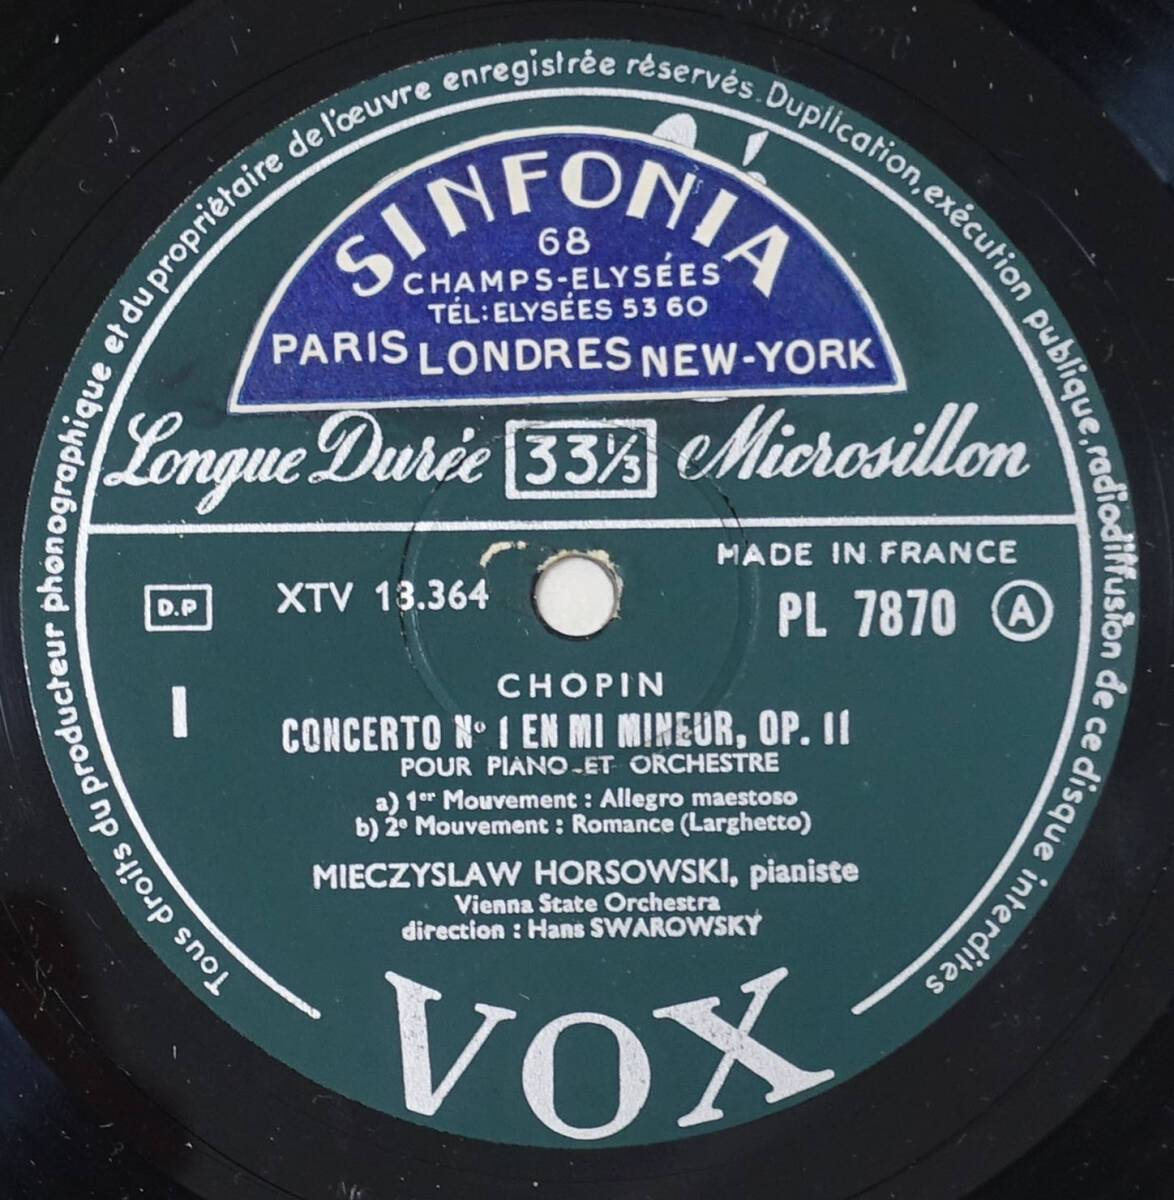 Tous droits du producteur phonographique et du propriétaire de l'œuvre enregistrée réservés. Duplication, exécution publique, radiodiffusion de ce disque interdites
SINFONIA
68
CHAMPS-ELYSÉES
TÉL: ELYSÉES 53 60
PARIS LONDRES NEW-YORK
Longue Durée 33 1/3 Microsillon
MADE IN FRANCE
D.P XTV 13.364 PL 7870 A
I
CHOPIN
CONCERTO Nº 1 EN MI MINEUR, OP. 11
POUR PIANO ET ORCHESTRE
a) 1er Mouvement : Allegro maestoso
b) 2e Mouvement : Romance (Larghetto)
MIECZYSLAW HORSOWSKI, pianiste
Vienna State Orchestra
direction : Hans SWAROWSKY
VOX